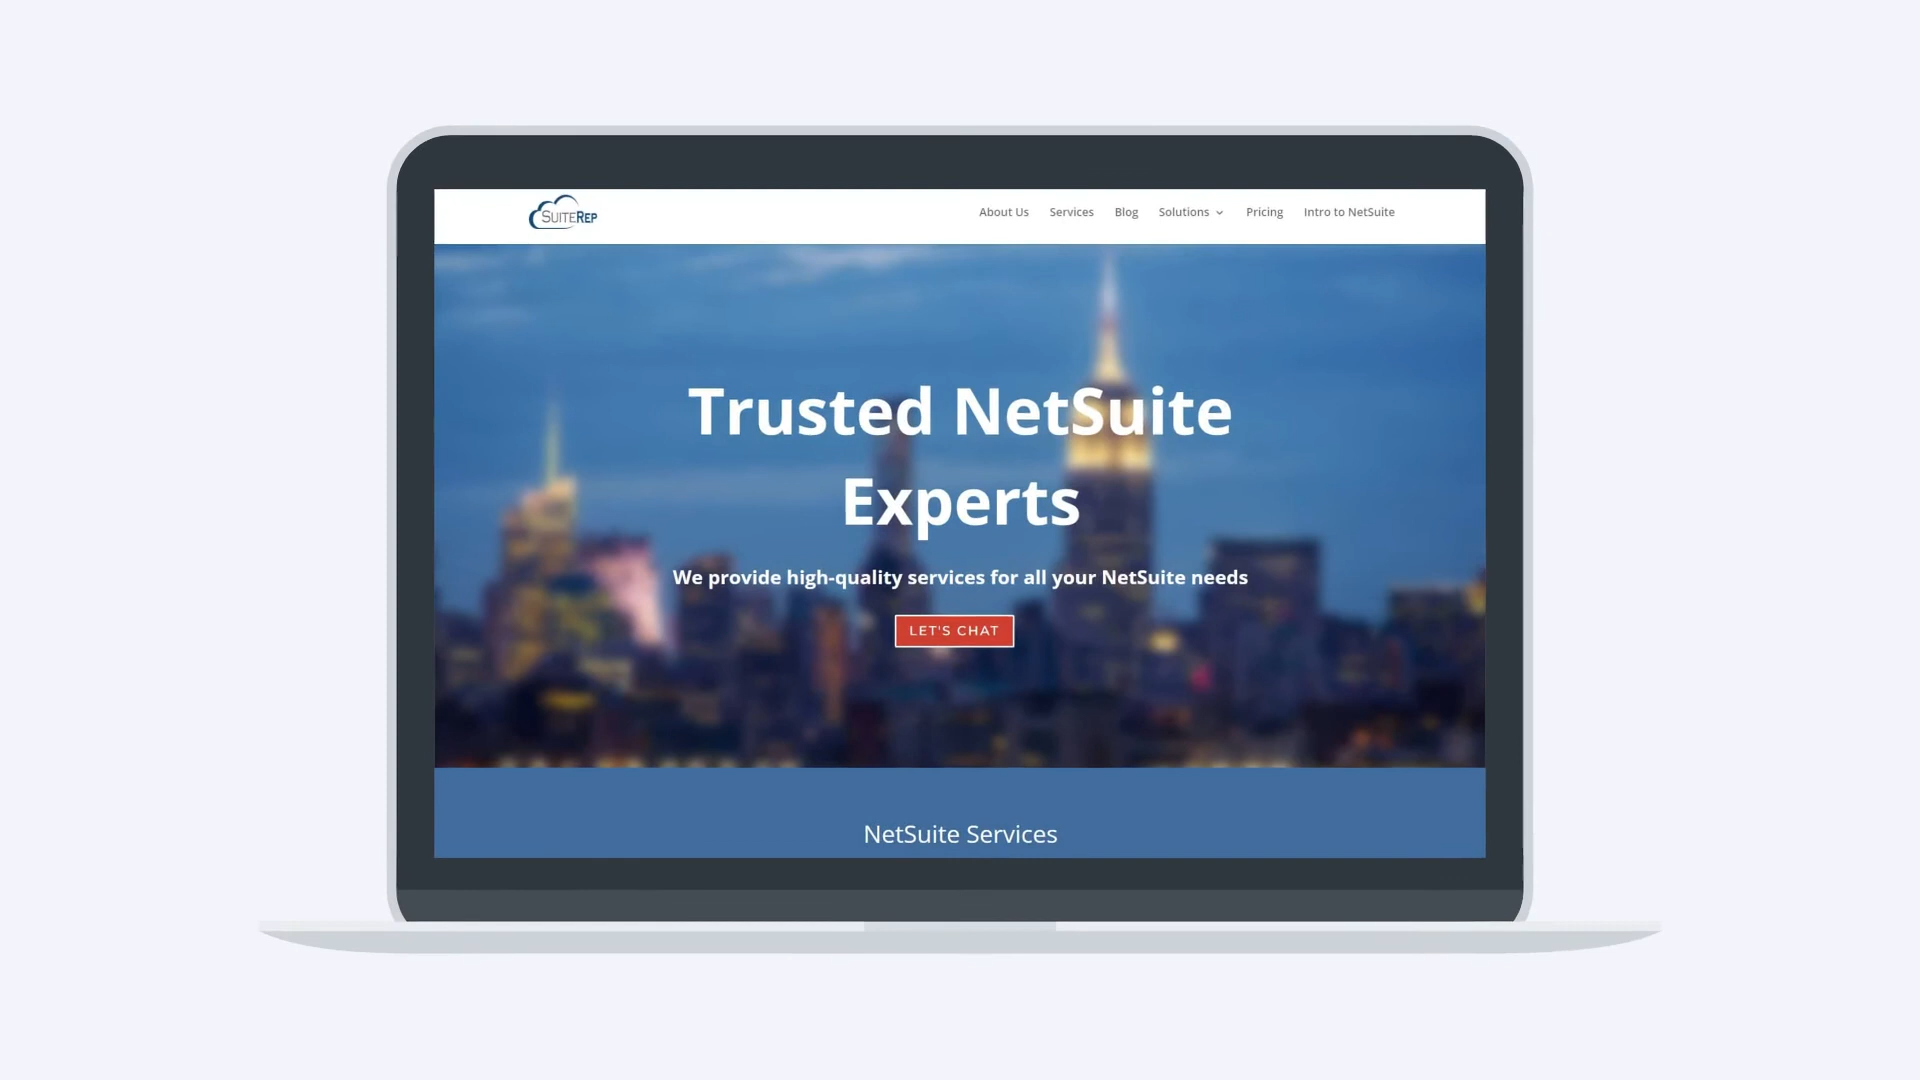 SUITEREP
About Us Services Blog Solutions Pricing Intro to NetSuite
Trusted NetSuite
Experts
We provide high-quality services for all your NetSuite needs
LET'S CHAT
NetSuite Services